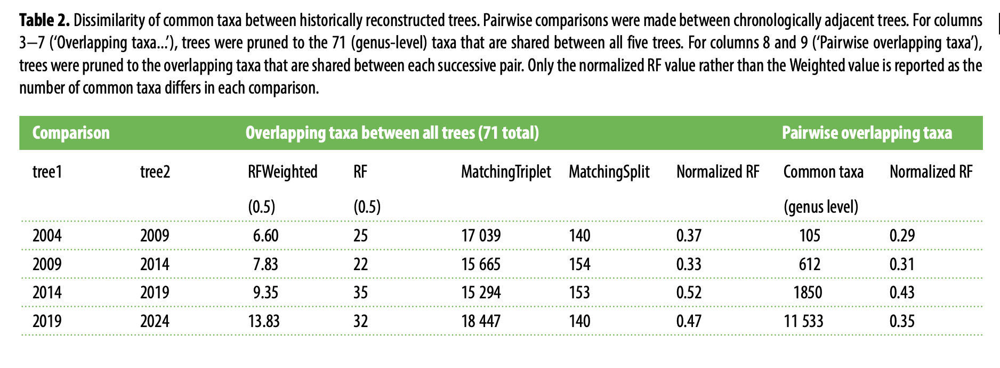 Table 2. Dissimilarity of common taxa between historically reconstructed trees. Pairwise comparisons were made between chronologically adjacent trees. For columns
3–7 (‘Overlapping taxa...’), trees were pruned to the 71 (genus-level) taxa that are shared between all five trees. For columns 8 and 9 (‘Pairwise overlapping taxa’),
trees were pruned to the overlapping taxa that are shared between each successive pair. Only the normalized RF value rather than the Weighted value is reported as the
number of common taxa differs in each comparison.
Comparison Overlapping taxa between all trees (71 total) Pairwise overlapping taxa
tree1 tree2 RFWeighted RF MatchingTriplet MatchingSplit Normalized RF Common taxa Normalized RF
(0.5) (0.5) (genus level)
2004 2009 6.60 25 17 039 140 0.37 105 0.29
2009 2014 7.83 22 15 665 154 0.33 612 0.31
2014 2019 9.35 35 15 294 153 0.52 1850 0.43
2019 2024 13.83 32 18 447 140 0.47 11 533 0.35